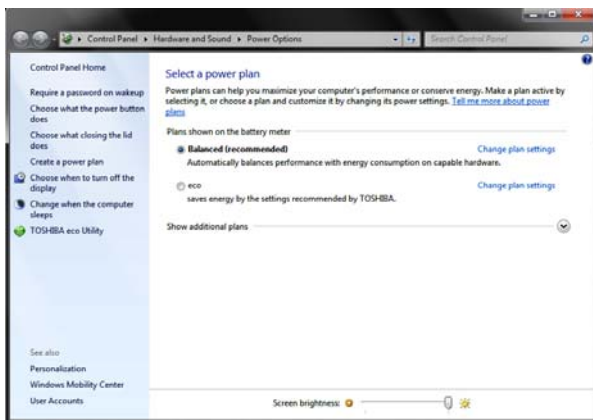 Control Panel ▸ Hardware and Sound ▸ Power Options
Search Control Panel
Control Panel Home
Require a password on wakeup
Choose what the power button
does
Choose what closing the lid
does
Create a power plan
Choose when to turn off the
display
Change when the computer
sleeps
TOSHIBA eco Utility
See also
Personalization
Windows Mobility Center
User Accounts
Select a power plan
Power plans can help you maximize your computer's performance or conserve energy. Make a plan active by
selecting it, or choose a plan and customize it by changing its power settings. Tell me more about power
plans
Plans shown on the battery meter
Balanced (recommended)
Change plan settings
Automatically balances performance with energy consumption on capable hardware.
eco
Change plan settings
saves energy by the settings recommended by TOSHIBA.
Show additional plans
Screen brightness: